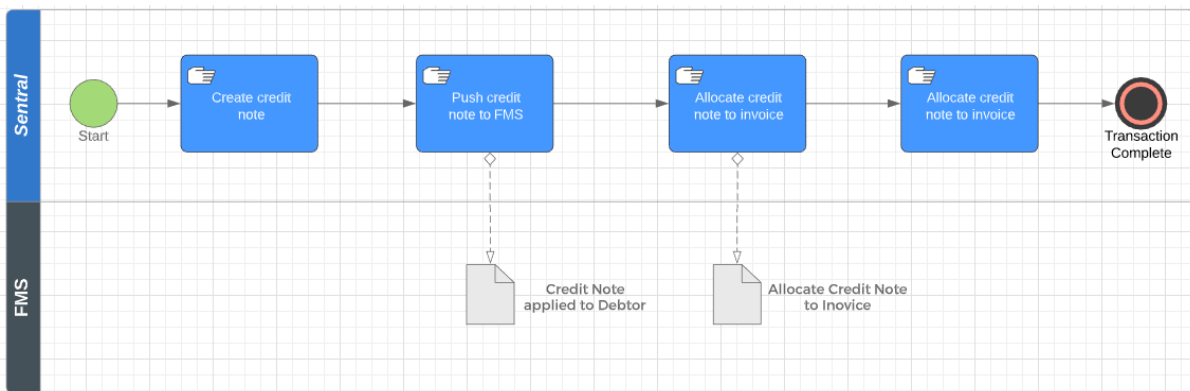 Sentral
Start
Create credit
note
Push credit
note to FMS
Allocate credit
note to invoice
Allocate credit
note to invoice
Transaction
Complete
FMS
Credit Note
applied to Debtor
Allocate Credit Note
to Inovice